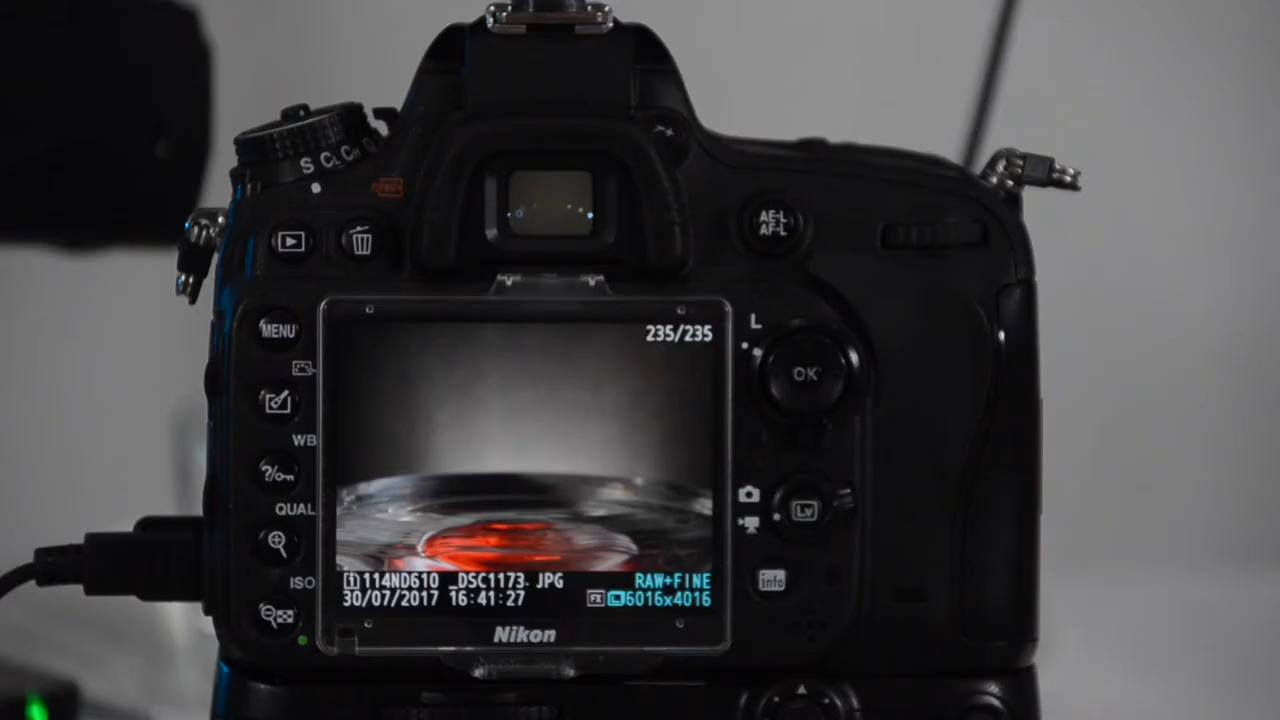 S CL CH
AE-L
AF-L
MENU
235/235
L
OK
WB
?/
QUAL
Lv
ISO
info
114ND610 _DSC1173. JPG RAW+FINE
30/07/2017 16:41:27 FX L 6016x4016
Nikon